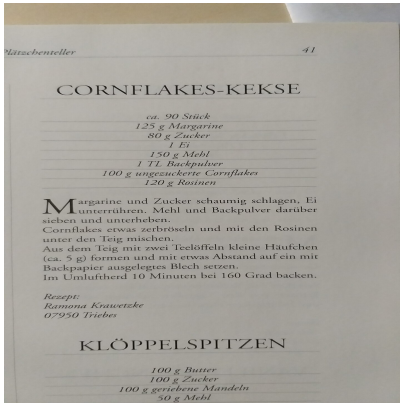 Plätzchenteller 41
CORNFLAKES-KEKSE
ca. 90 Stück
125 g Margarine
80 g Zucker
1 Ei
150 g Mehl
1 TL Backpulver
100 g ungezuckerte Cornflakes
120 g Rosinen
Margarine und Zucker schaumig schlagen, Ei
unterrühren. Mehl und Backpulver darüber
sieben und unterheben.
Cornflakes etwas zerbröseln und mit den Rosinen
unter den Teig mischen.
Aus dem Teig mit zwei Teelöffeln kleine Häufchen
(ca. 5 g) formen und mit etwas Abstand auf ein mit
Backpapier ausgelegtes Blech setzen.
Im Umluftherd 10 Minuten bei 160 Grad backen.
Rezept:
Ramona Krawetzke
07950 Triebes
KLÖPPELSPITZEN
100 g Butter
100 g Zucker
100 g geriebene Mandeln
50 g Mehl